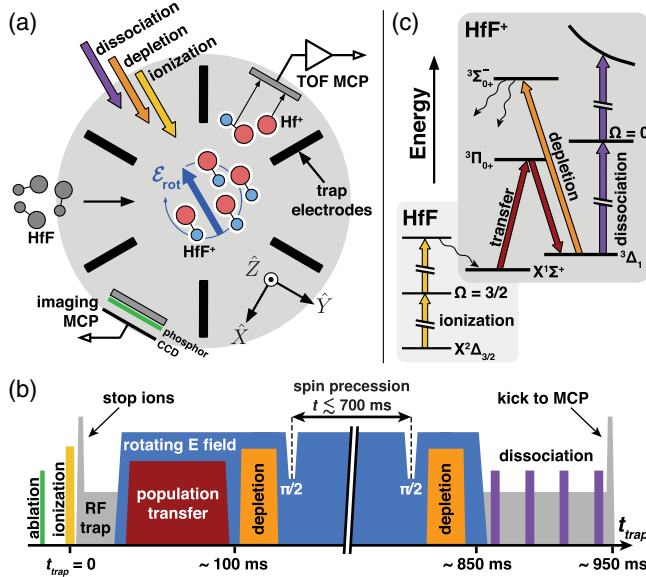 (a)
dissociation
depletion
ionization
TOF MCP
Hf⁺
ℰrot
trap
electrodes
HfF
HfF⁺
Ẑ
Ŷ
X̂
imaging
MCP
phosphor
CCD
(c)
HfF⁺
Energy
³Σ⁻0+
Ω = 0
³Π0+
depletion
transfer
dissociation
³Δ1
X¹Σ⁺
HfF
Ω = 3/2
ionization
X²Δ3/2
(b)
stop ions
spin precession
t ≲ 700 ms
kick to MCP
rotating E field
dissociation
ablation
ionization
RF
trap
population
transfer
depletion
π/2
π/2
depletion
t trap
t trap = 0
~ 100 ms
~ 850 ms
~ 950 ms